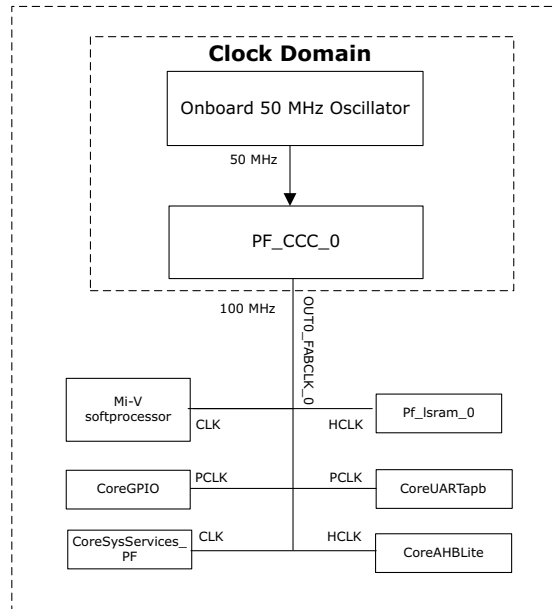 Clock Domain
Onboard 50 MHz Oscillator
50 MHz
PF_CCC_0
100 MHz
OUT0_FABCLK_0
Mi-V
softprocessor
CLK
HCLK
Pf_lsram_0
CoreGPIO
PCLK
PCLK
CoreUARTapb
CoreSysServices_
PF
CLK
HCLK
CoreAHBLite